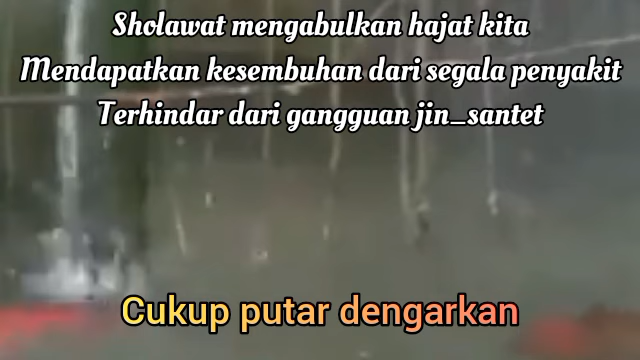 Sholawat mengabulkan hajat kita
Mendapatkan kesembuhan dari segala penyakit
Terhindar dari gangguan jin_santet
Cukup putar dengarkan